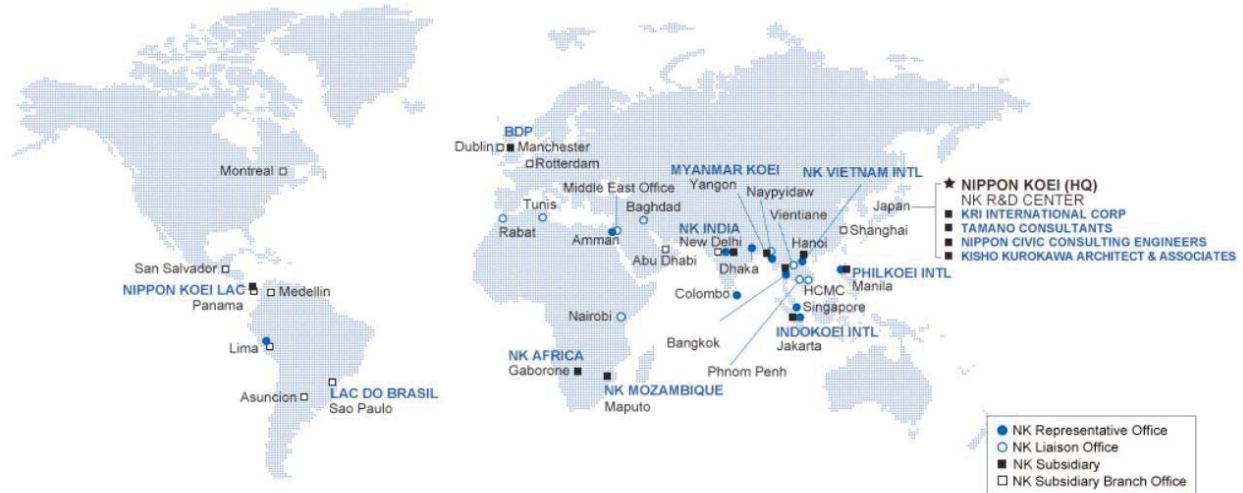 BDP
Dublin
Manchester
Rotterdam
Montreal
Middle East Office
MYANMAR KOEI
NK VIETNAM INTL
Yangon
Naypyidaw
Vientiane
Japan
NIPPON KOEI (HQ)
NK R&D CENTER
KRI INTERNATIONAL CORP
TAMANO CONSULTANTS
NIPPON CIVIC CONSULTING ENGINEERS
KISHO KUROKAWA ARCHITECT & ASSOCIATES
Tunis
Baghdad
Rabat
Amman
NK INDIA
New Delhi
Hanoi
Shanghai
Abu Dhabi
Dhaka
San Salvador
PHILKOEI INTL
Manila
NIPPON KOEI LAC
Panama
Medellin
Colombo
HCMC
Singapore
Nairobi
INDOKOEI INTL
Jakarta
Bangkok
Lima
NK AFRICA
Gaborone
Phnom Penh
NK MOZAMBIQUE
Maputo
LAC DO BRASIL
Sao Paulo
Asuncion
NK Representative Office
NK Liaison Office
NK Subsidiary
NK Subsidiary Branch Office